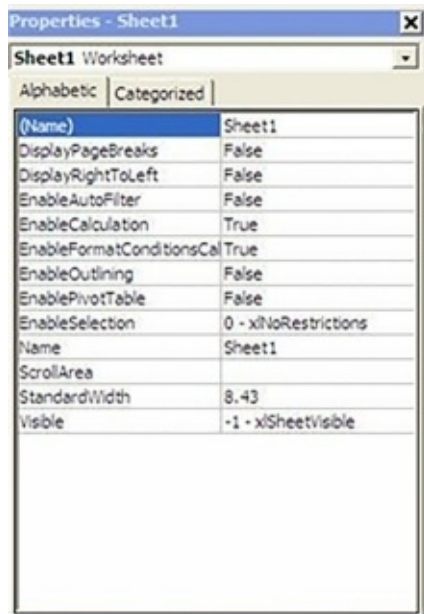 Properties - Sheet1
Sheet1 Worksheet
Alphabetic Categorized
(Name) Sheet1
DisplayPageBreaks False
DisplayRightToLeft False
EnableAutoFilter False
EnableCalculation True
EnableFormatConditionsCal True
EnableOutlining False
EnablePivotTable False
EnableSelection 0 - xlNoRestrictions
Name Sheet1
ScrollArea
StandardWidth 8.43
Visible -1 - xlSheetVisible